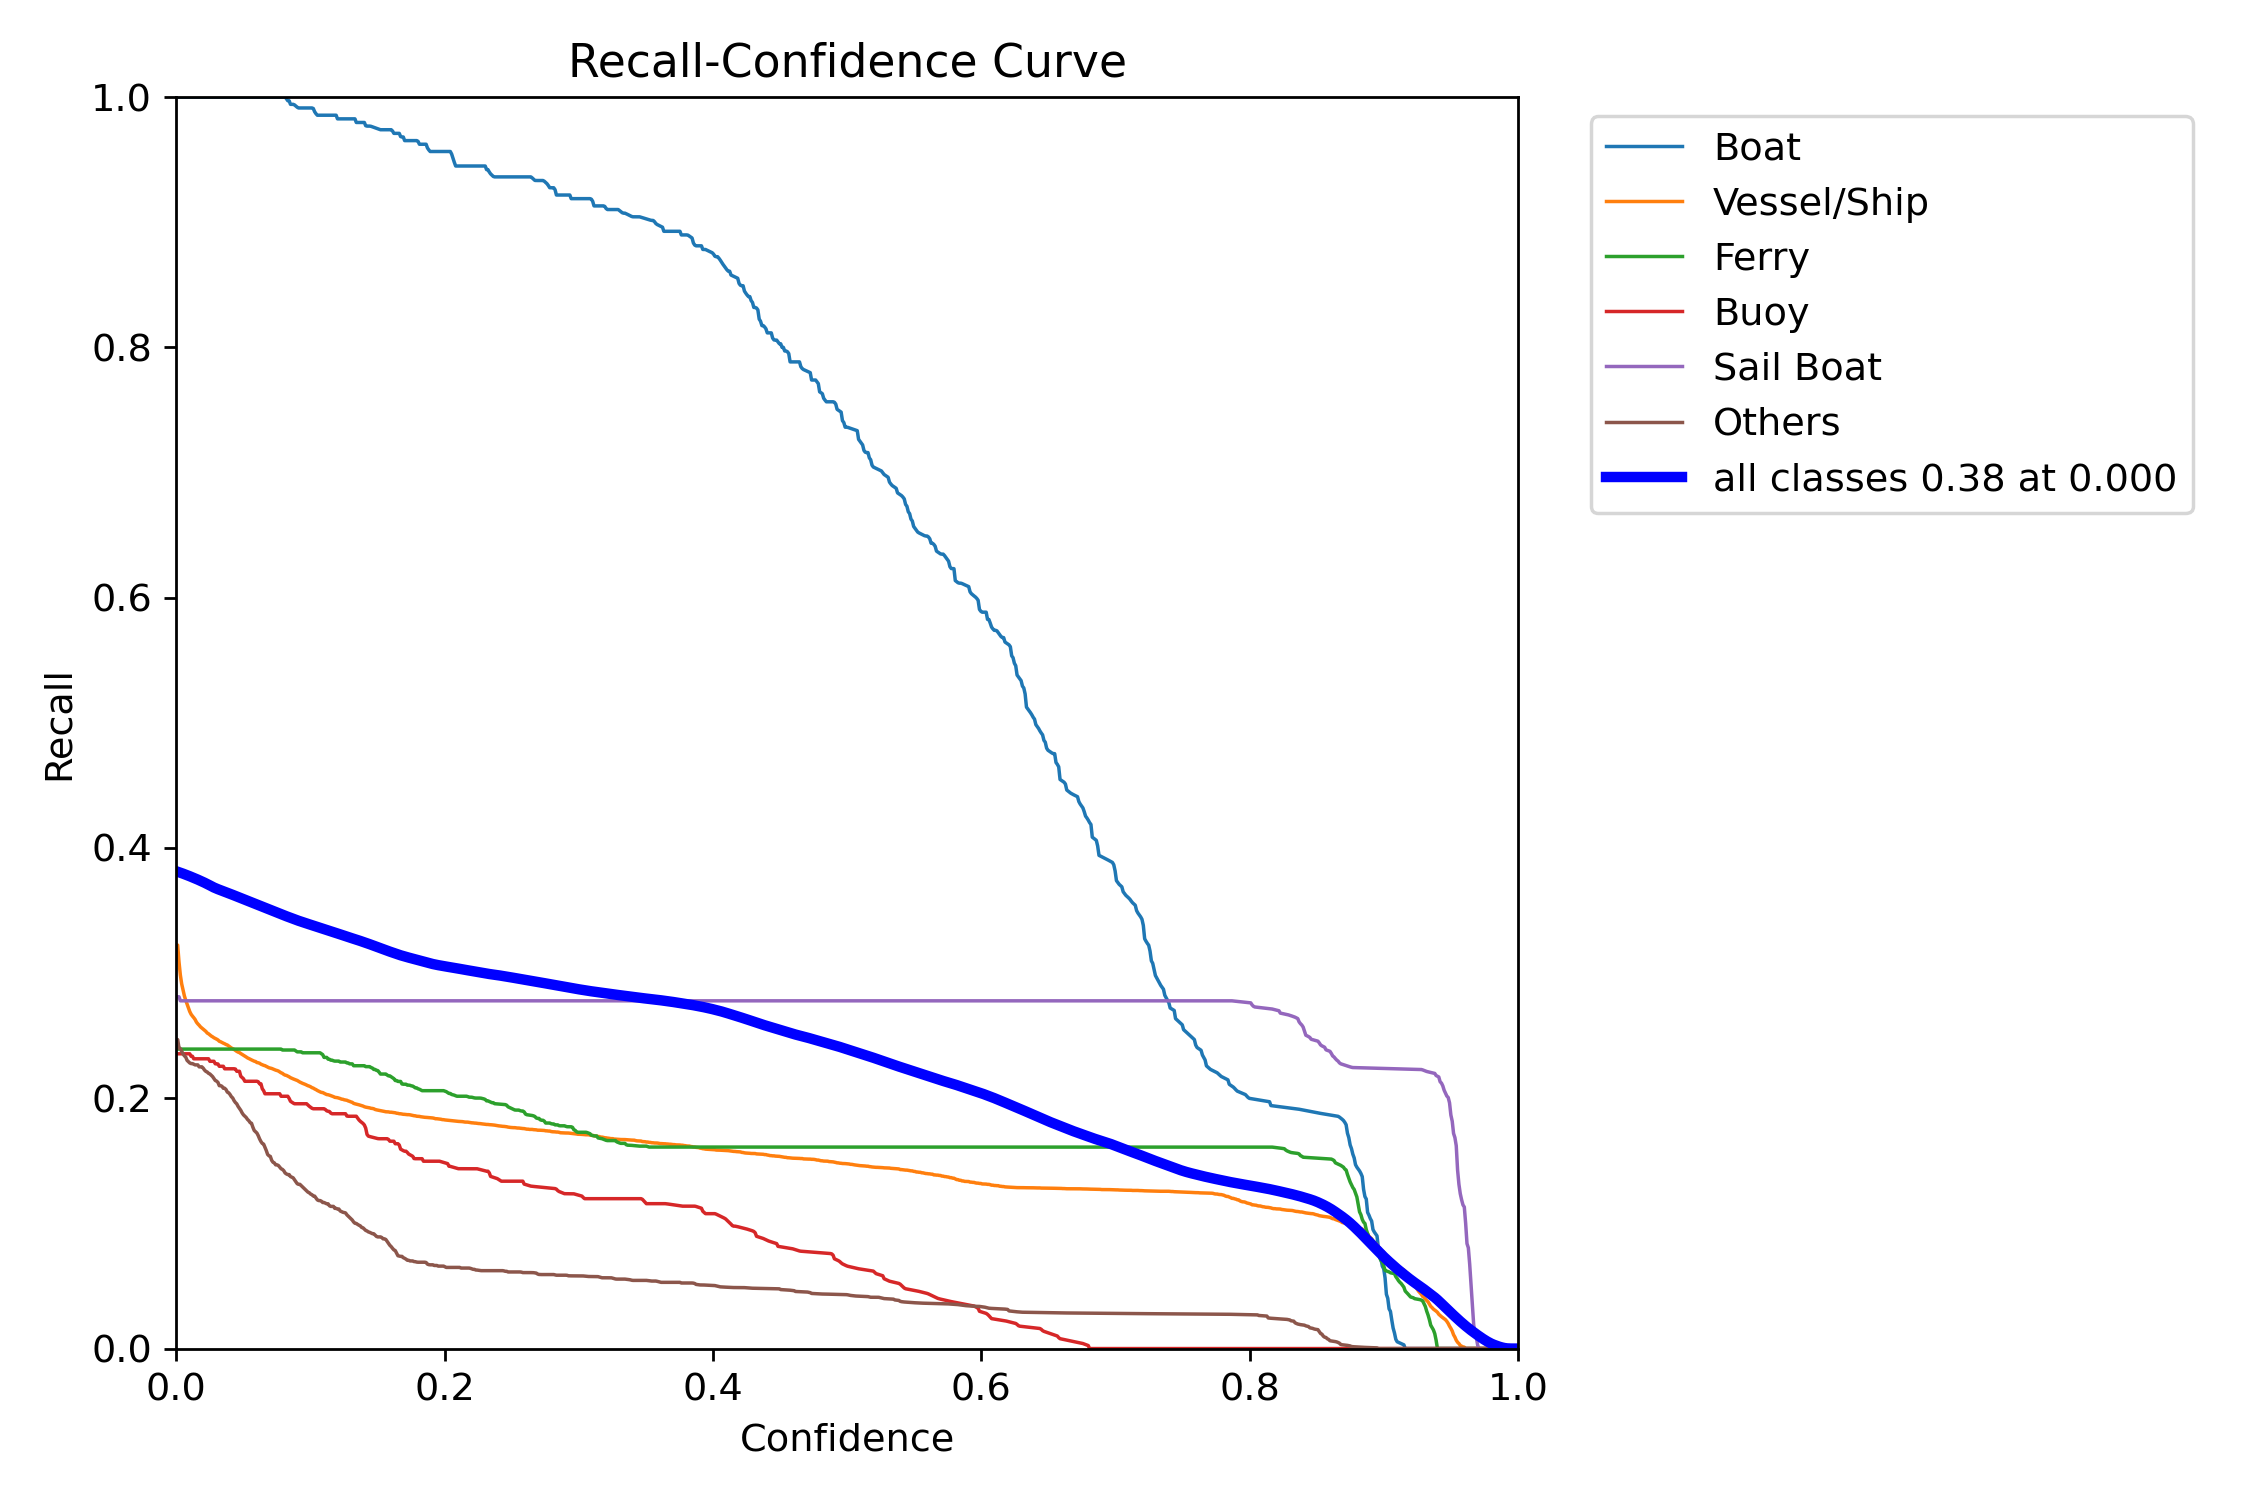 Recall-Confidence Curve
1.0
0.8
0.6
0.4
0.2
0.0
Recall
0.0 0.2 0.4 0.6 0.8 1.0
Confidence
Boat
Vessel/Ship
Ferry
Buoy
Sail Boat
Others
all classes 0.38 at 0.000